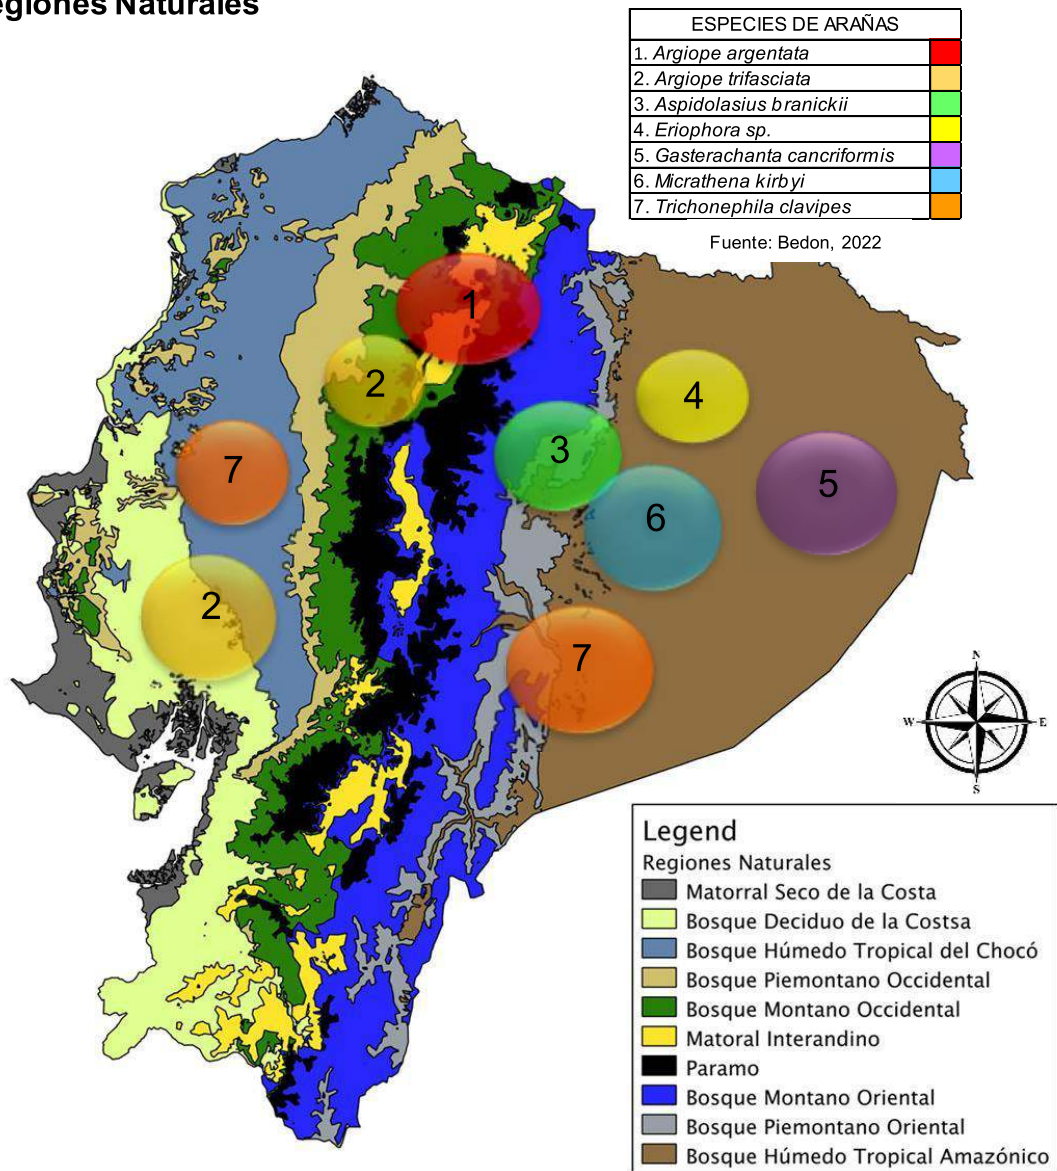 egiones Naturales
ESPECIES DE ARAÑAS
1. Argiope argentata
2. Argiope trifasciata
3. Aspidolasius branickii
4. Eriophora sp.
5. Gasterachanta cancriformis
6. Micrathena kirbyi
7. Trichonephila clavipes
Fuente: Bedon, 2022
1
2
4
3
7
5
6
2
7
N
W E
S
Legend
Regiones Naturales
Matorral Seco de la Costa
Bosque Deciduo de la Costsa
Bosque Húmedo Tropical del Chocó
Bosque Piemontano Occidental
Bosque Montano Occidental
Matoral Interandino
Paramo
Bosque Montano Oriental
Bosque Piemontano Oriental
Bosque Húmedo Tropical Amazónico